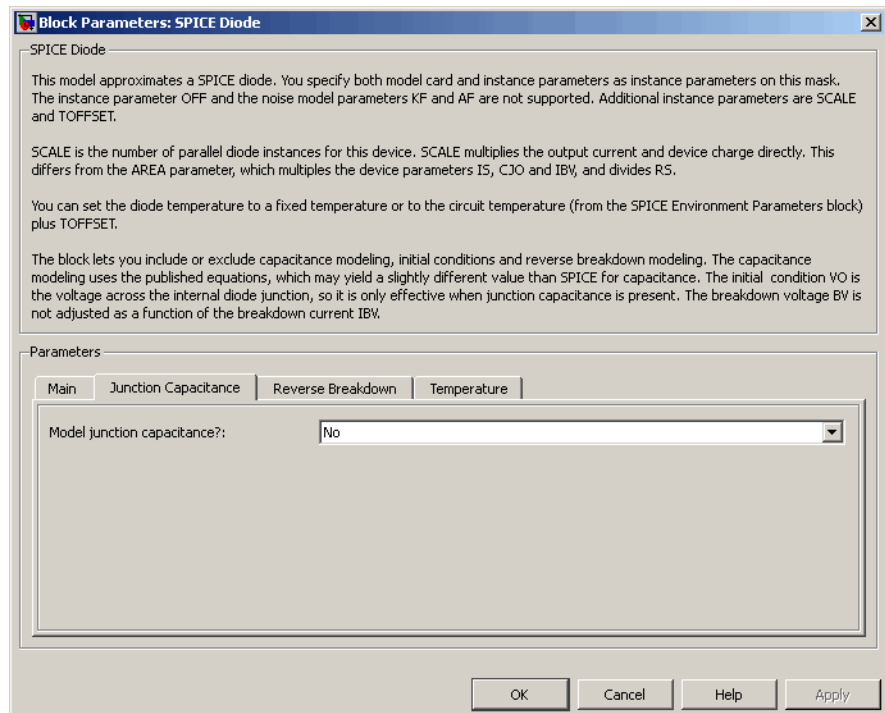 Block Parameters: SPICE Diode
SPICE Diode
This model approximates a SPICE diode. You specify both model card and instance parameters as instance parameters on this mask.
The instance parameter OFF and the noise model parameters KF and AF are not supported. Additional instance parameters are SCALE
and TOFFSET.
SCALE is the number of parallel diode instances for this device. SCALE multiplies the output current and device charge directly. This
differs from the AREA parameter, which multiples the device parameters IS, CJO and IBV, and divides RS.
You can set the diode temperature to a fixed temperature or to the circuit temperature (from the SPICE Environment Parameters block)
plus TOFFSET.
The block lets you include or exclude capacitance modeling, initial conditions and reverse breakdown modeling. The capacitance
modeling uses the published equations, which may yield a slightly different value than SPICE for capacitance. The initial condition VO is
the voltage across the internal diode junction, so it is only effective when junction capacitance is present. The breakdown voltage BV is
not adjusted as a function of the breakdown current IBV.
Parameters
Main Junction Capacitance Reverse Breakdown Temperature
Model junction capacitance?: No
OK Cancel Help Apply